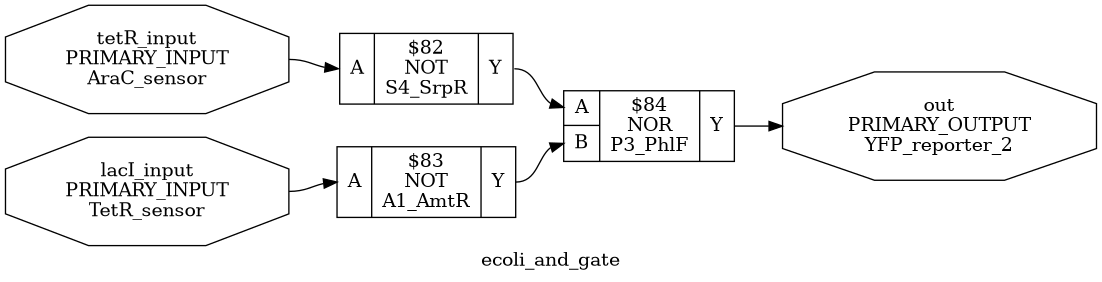 tetR_input
PRIMARY_INPUT
AraC_sensor
A
$82
NOT
S4_SrpR
Y
lacI_input
PRIMARY_INPUT
TetR_sensor
A
$83
NOT
A1_AmtR
Y
A
B
$84
NOR
P3_PhlF
Y
out
PRIMARY_OUTPUT
YFP_reporter_2
ecoli_and_gate